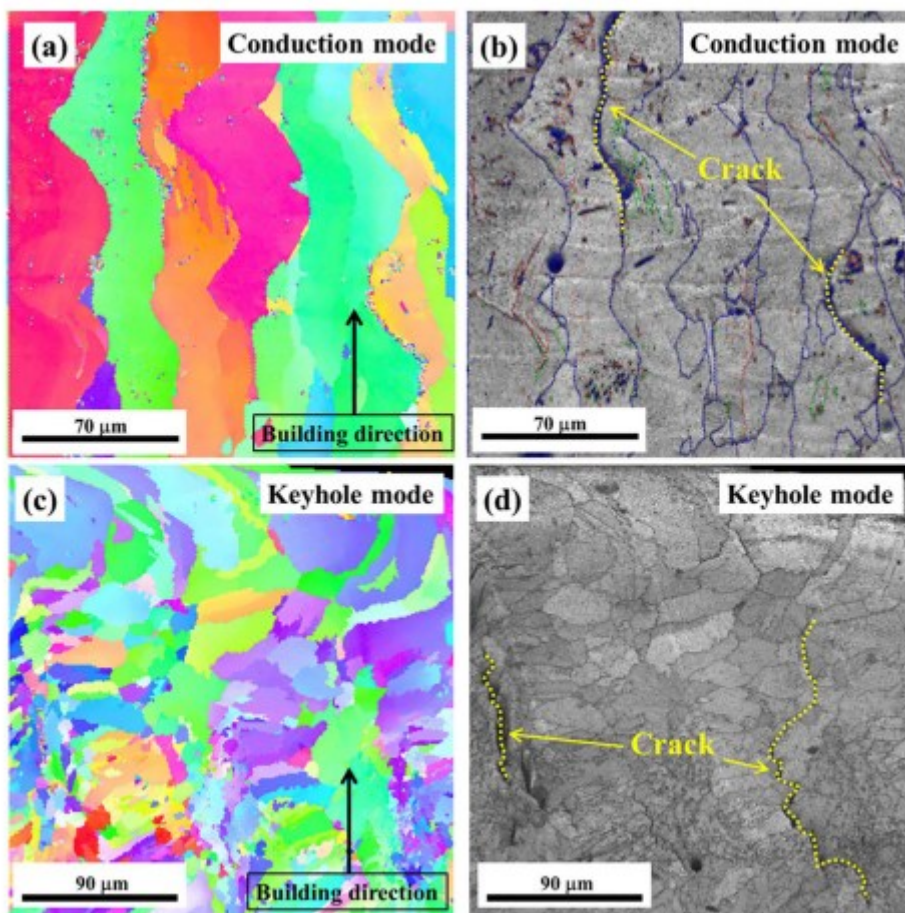 (a)
Conduction mode
Building direction
70 μm
(b)
Conduction mode
Crack
70 μm
(c)
Keyhole mode
Building direction
90 μm
(d)
Keyhole mode
Crack
90 μm